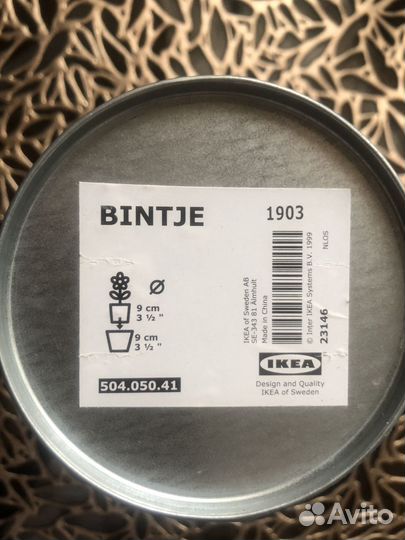 BINTJE
1903
Ø
9 cm
3 ½ "
9 cm
3 ½ "
504.050.41
IKEA of Sweden AB
SE-343 81 Älmhult
Made in China
23146
© Inter IKEA Systems B.V. 1999
NLOS
IKEA
Design and Quality
IKEA of Sweden
Avito